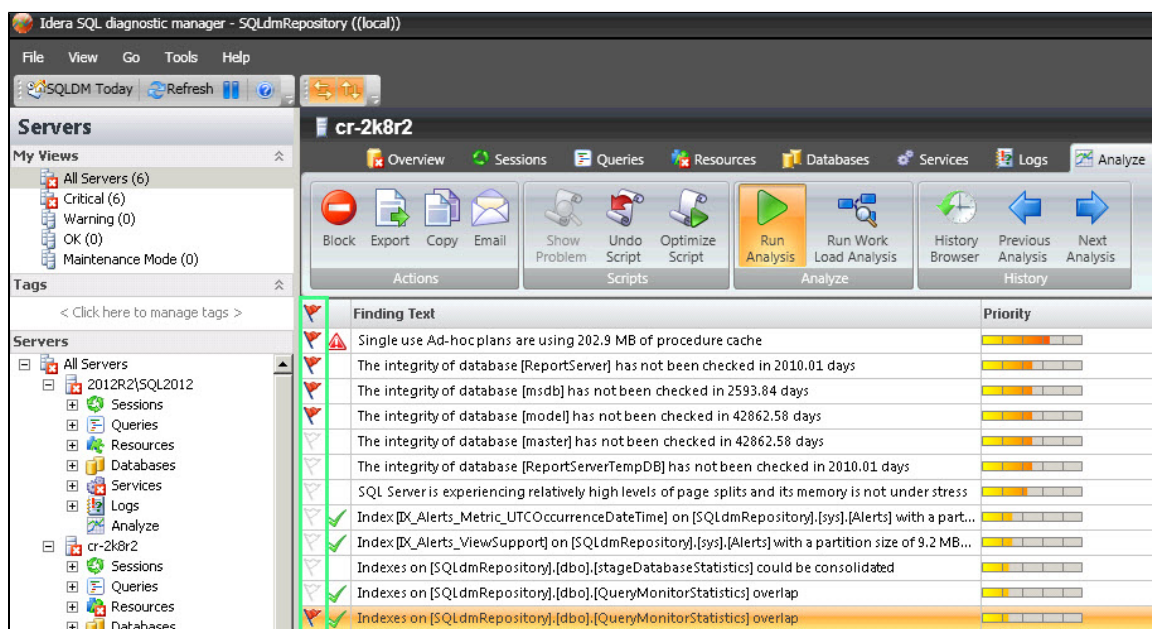 Idera SQL diagnostic manager - SQLdmRepository ((local))
File View Go Tools Help
SQLDM Today Refresh
Servers
My Views
All Servers (6)
Critical (6)
Warning (0)
OK (0)
Maintenance Mode (0)
Tags
< Click here to manage tags >
Servers
All Servers
2012R2\SQL2012
Sessions
Queries
Resources
Databases
Services
Logs
Analyze
cr-2k8r2
Sessions
Queries
Resources
Databases
cr-2k8r2
Overview Sessions Queries Resources Databases Services Logs Analyze
Block Export Copy Email
Actions
Show Problem Undo Script Optimize Script
Scripts
Run Analysis Run Work Load Analysis
Analyze
History Browser Previous Analysis Next Analysis
History
Finding Text Priority
Single use Ad-hoc plans are using 202.9 MB of procedure cache
The integrity of database [ReportServer] has not been checked in 2010.01 days
The integrity of database [msdb] has not been checked in 2593.84 days
The integrity of database [model] has not been checked in 42862.58 days
The integrity of database [master] has not been checked in 42862.58 days
The integrity of database [ReportServerTempDB] has not been checked in 2010.01 days
SQL Server is experiencing relatively high levels of page splits and its memory is not under stress
Index [IX_Alerts_Metric_UTCOccurrenceDateTime] on [SQLdmRepository].[sys].[Alerts] with a part...
Index [IX_Alerts_ViewSupport] on [SQLdmRepository].[sys].[Alerts] with a partition size of 9.2 MB...
Indexes on [SQLdmRepository].[dbo].[stageDatabaseStatistics] could be consolidated
Indexes on [SQLdmRepository].[dbo].[QueryMonitorStatistics] overlap
Indexes on [SQLdmRepository].[dbo].[QueryMonitorStatistics] overlap